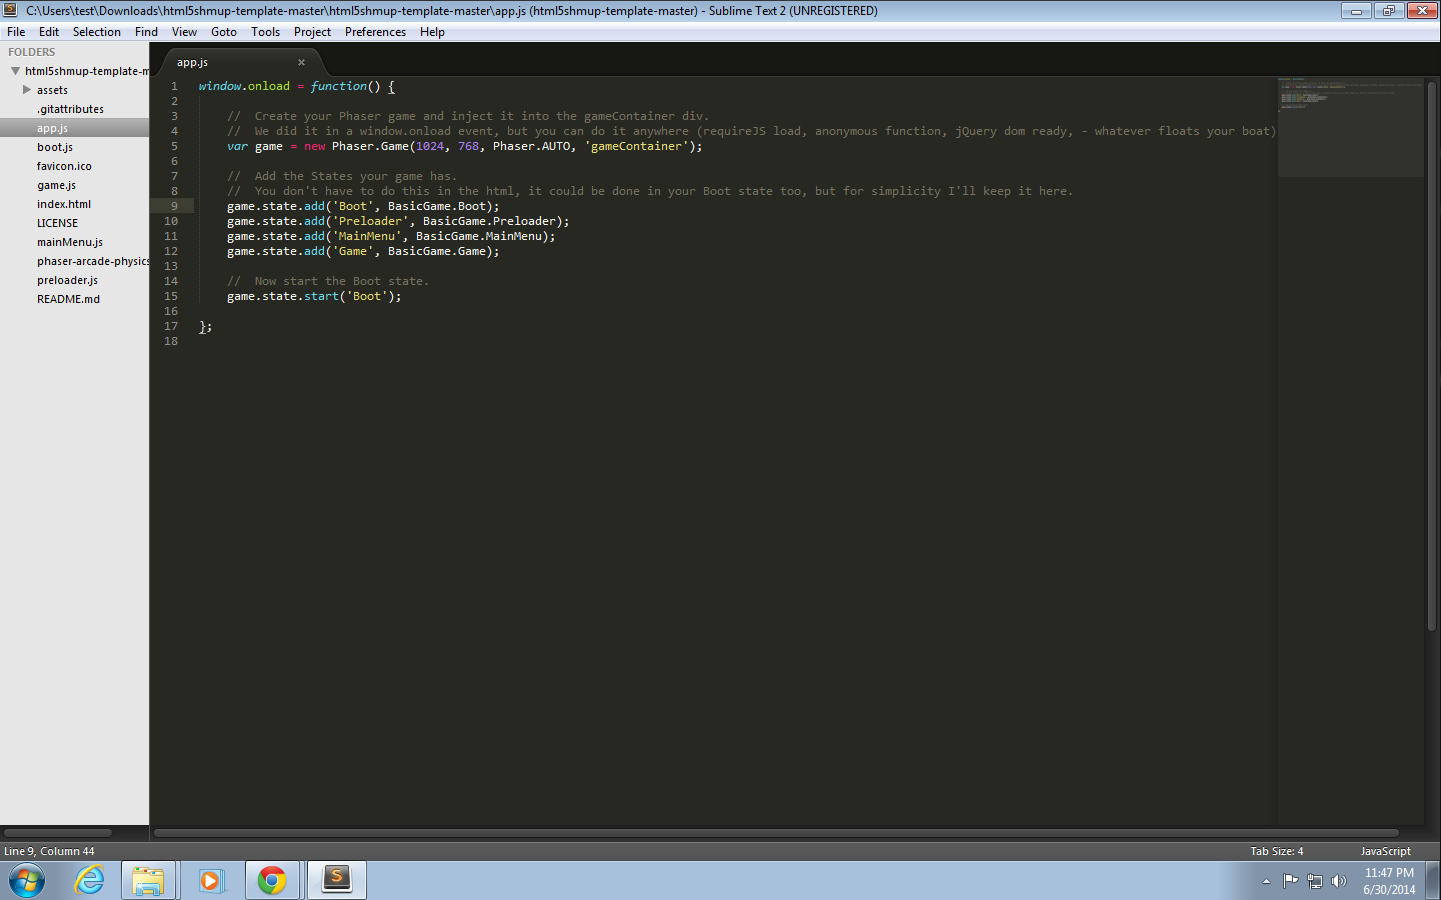 C:\Users\test\Downloads\html5shmup-template-master\html5shmup-template-master\app.js (html5shmup-template-master) - Sublime Text 2 (UNREGISTERED)
File Edit Selection Find View Goto Tools Project Preferences Help
FOLDERS
html5shmup-template-m
assets
.gitattributes
app.js
boot.js
favicon.ico
game.js
index.html
LICENSE
mainMenu.js
phaser-arcade-physics
preloader.js
README.md
app.js ×
1 window.onload = function() {
2
3 //  Create your Phaser game and inject it into the gameContainer div.
4 //  We did it in a window.onload event, but you can do it anywhere (requireJS load, anonymous function, jQuery dom ready, - whatever floats your boat)
5 var game = new Phaser.Game(1024, 768, Phaser.AUTO, 'gameContainer');
6
7 //  Add the States your game has.
8 //  You don't have to do this in the html, it could be done in your Boot state too, but for simplicity I'll keep it here.
9 game.state.add('Boot', BasicGame.Boot);
10 game.state.add('Preloader', BasicGame.Preloader);
11 game.state.add('MainMenu', BasicGame.MainMenu);
12 game.state.add('Game', BasicGame.Game);
13
14 //  Now start the Boot state.
15 game.state.start('Boot');
16
17 };
18
Line 9, Column 44
Tab Size: 4
JavaScript
11:47 PM
6/30/2014